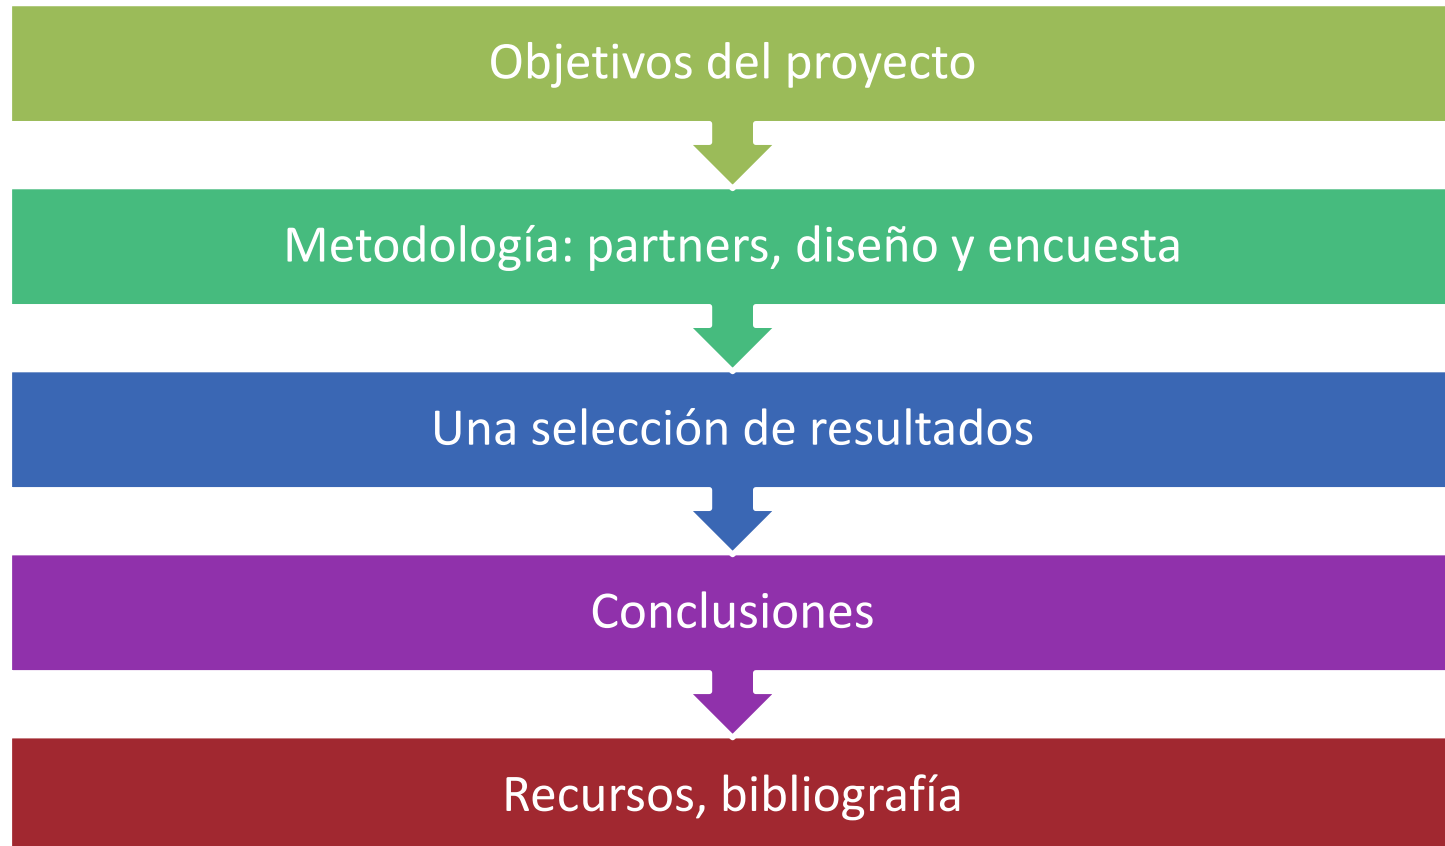 Objetivos del proyecto
Metodología: partners, diseño y encuesta
Una selección de resultados
Conclusiones
Recursos, bibliografía